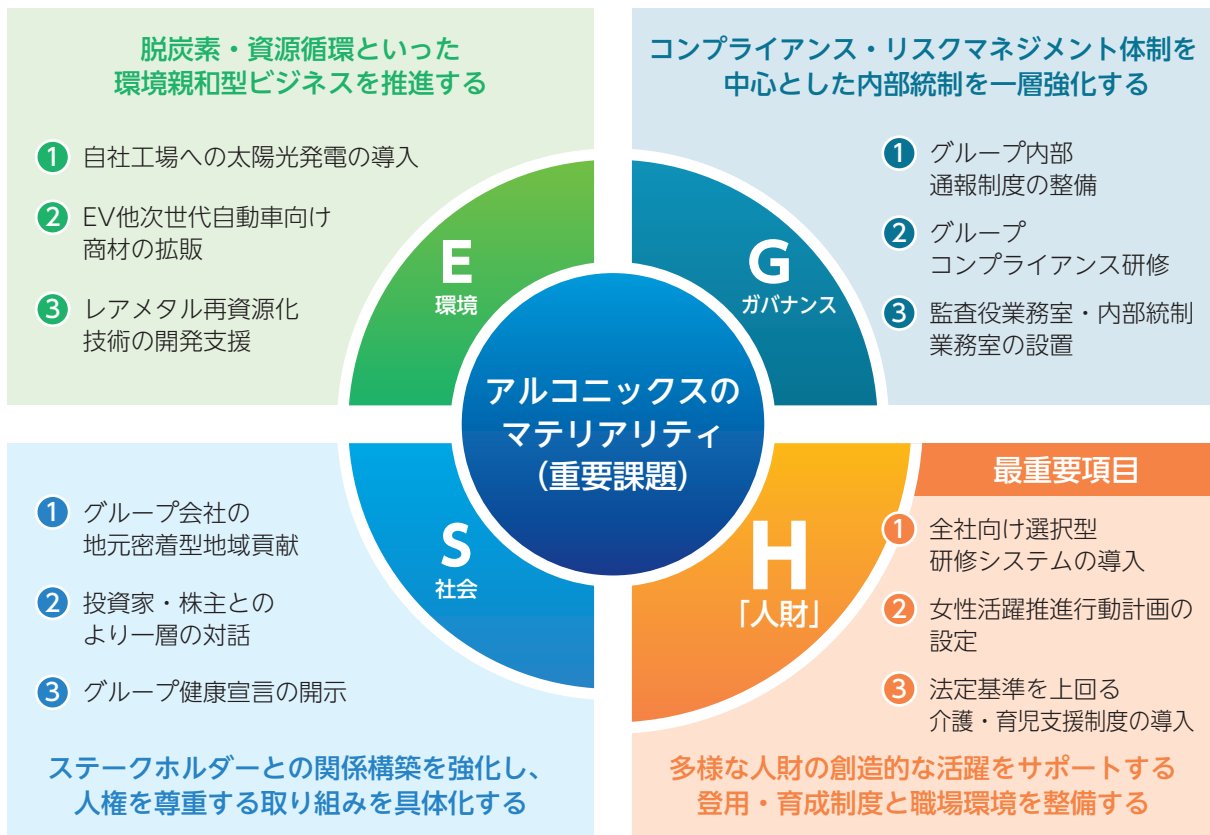 脱炭素・資源循環といった
環境親和型ビジネスを推進する
1 自社工場への太陽光発電の導入
2 EV他次世代自動車向け
商材の拡販
3 レアメタル再資源化
技術の開発支援
E
環境
コンプライアンス・リスクマネジメント体制を
中心とした内部統制を一層強化する
1 グループ内部
通報制度の整備
2 グループ
コンプライアンス研修
3 監査役業務室・内部統制
業務室の設置
G
ガバナンス
アルコニックスの
マテリアリティ
(重要課題)
1 グループ会社の
地元密着型地域貢献
2 投資家・株主との
より一層の対話
3 グループ健康宣言の開示
S
社会
ステークホルダーとの関係構築を強化し、
人権を尊重する取り組みを具体化する
最重要項目
1 全社向け選択型
研修システムの導入
2 女性活躍推進行動計画の
設定
3 法定基準を上回る
介護・育児支援制度の導入
H
「人財」
多様な人財の創造的な活躍をサポートする
登用・育成制度と職場環境を整備する